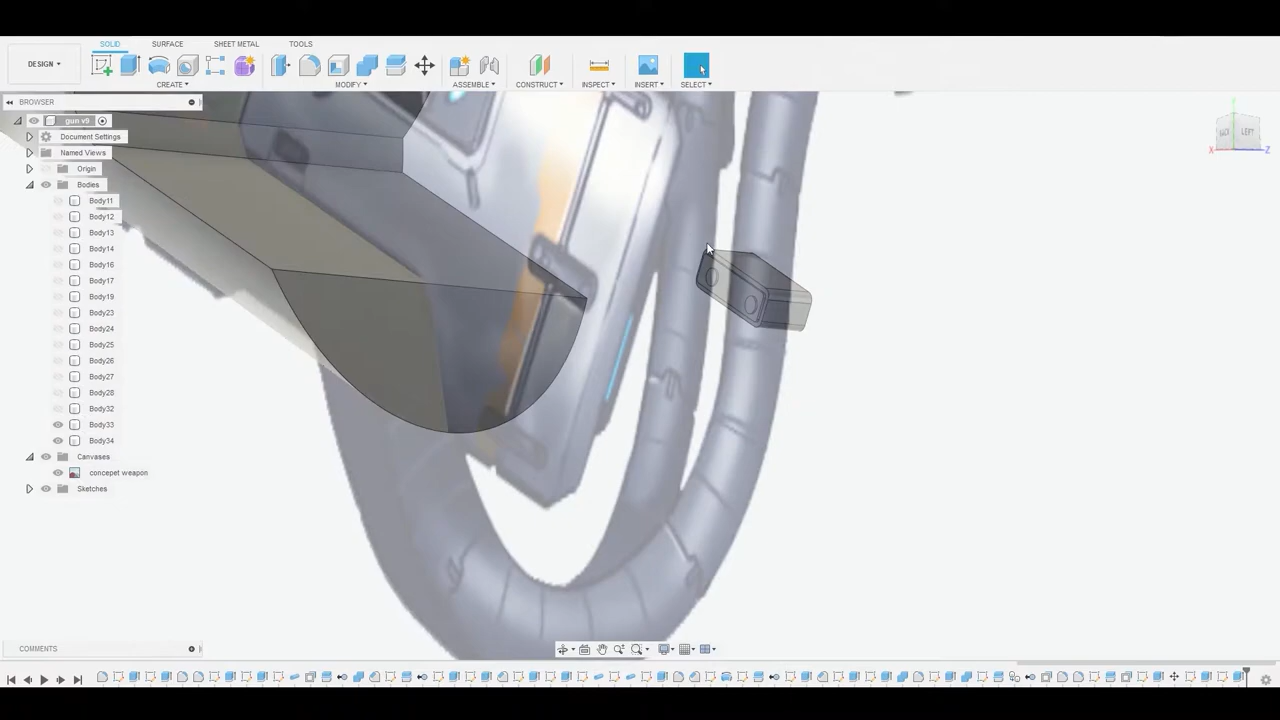 SOLID SURFACE SHEET METAL TOOLS
DESIGN
CREATE MODIFY ASSEMBLE CONSTRUCT INSPECT INSERT SELECT
BROWSER
gun v9
Document Settings
Named Views
Origin
Bodies
Body11
Body12
Body13
Body14
Body16
Body17
Body19
Body23
Body24
Body25
Body26
Body27
Body28
Body32
Body33
Body34
Canvases
concepet weapon
Sketches
BACK LEFT
X Z
COMMENTS